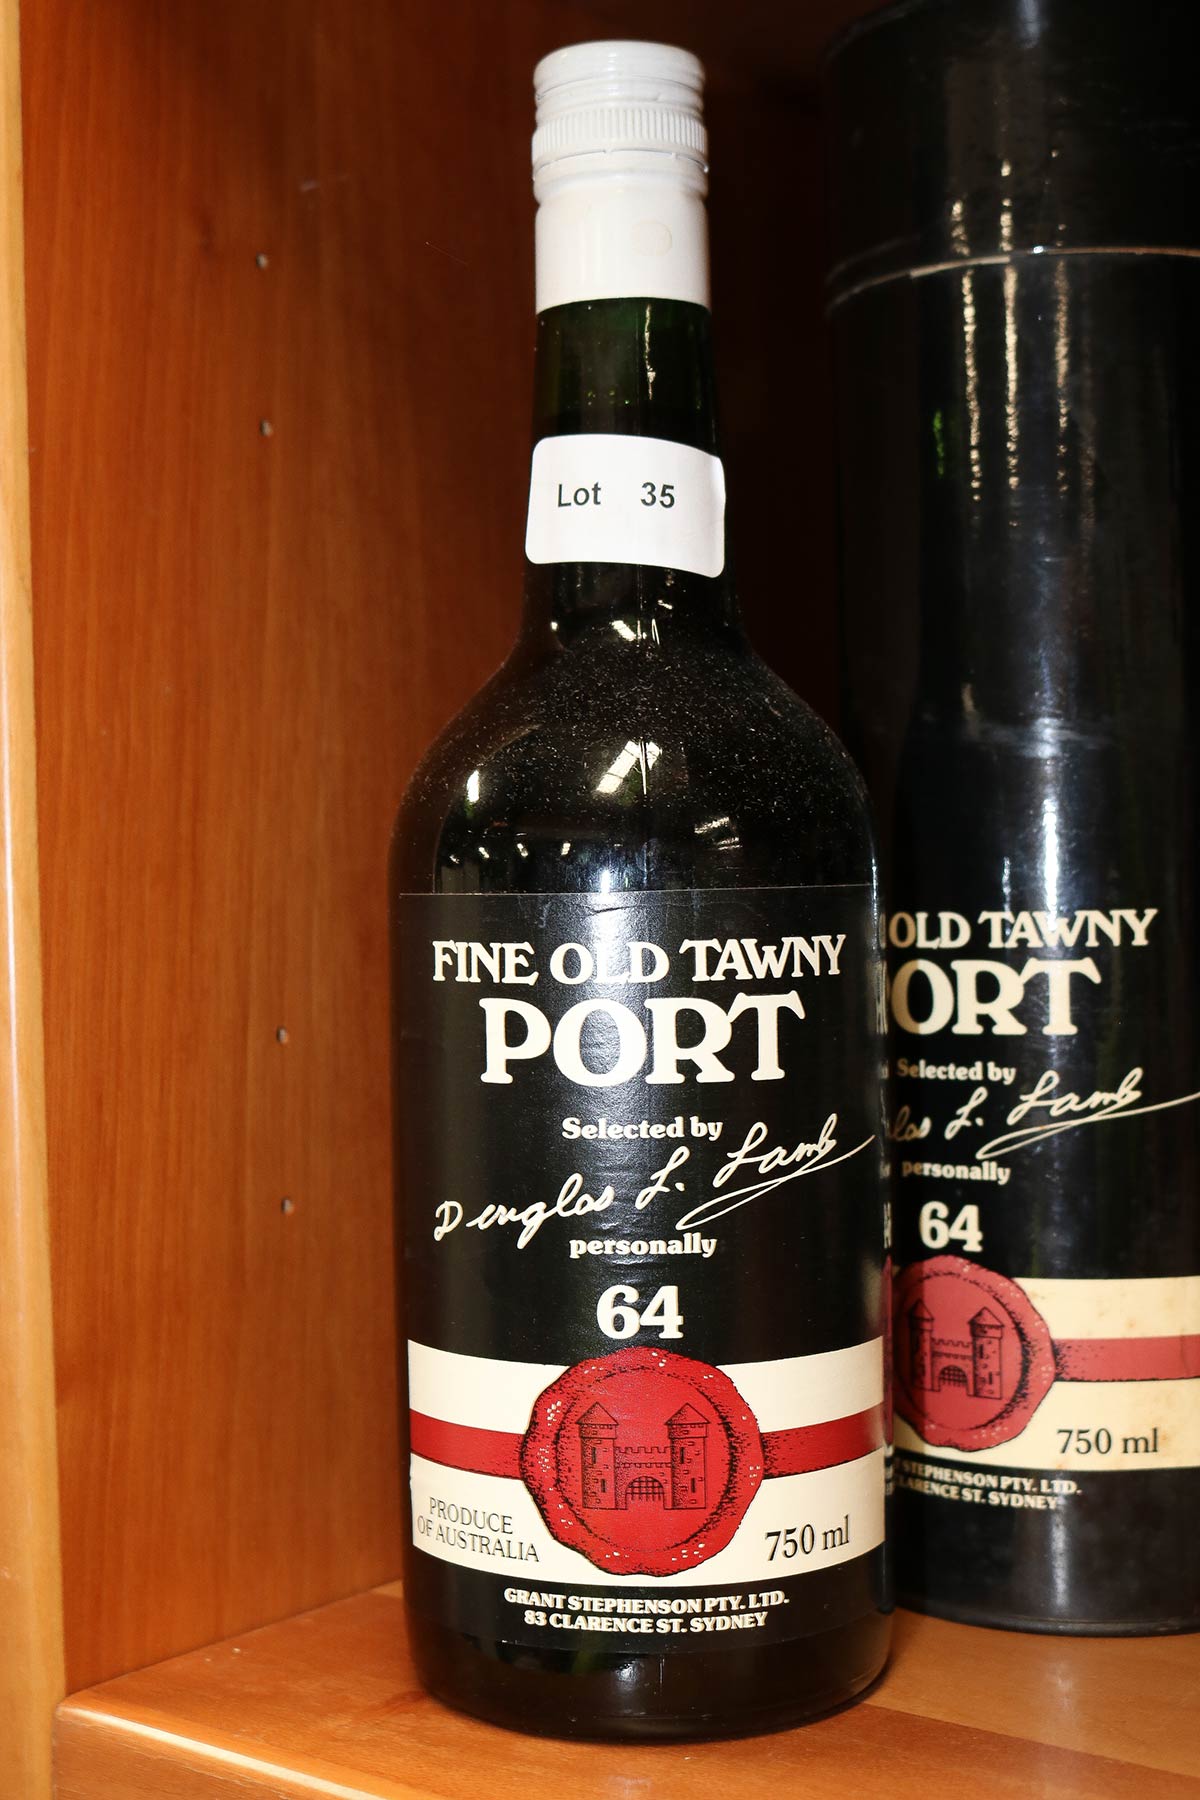 Lot 35
FINE OLD TAWNY
PORT
Selected by
Douglas L. Lamb
personally
64
PRODUCE
OF AUSTRALIA
750 ml
GRANT STEPHENSON PTY. LTD.
83 CLARENCE ST. SYDNEY
OLD TAWNY
PORT
Selected by
L. Lamb
personally
64
750 ml
STEPHENSON PTY. LTD.
CLARENCE ST. SYDNEY